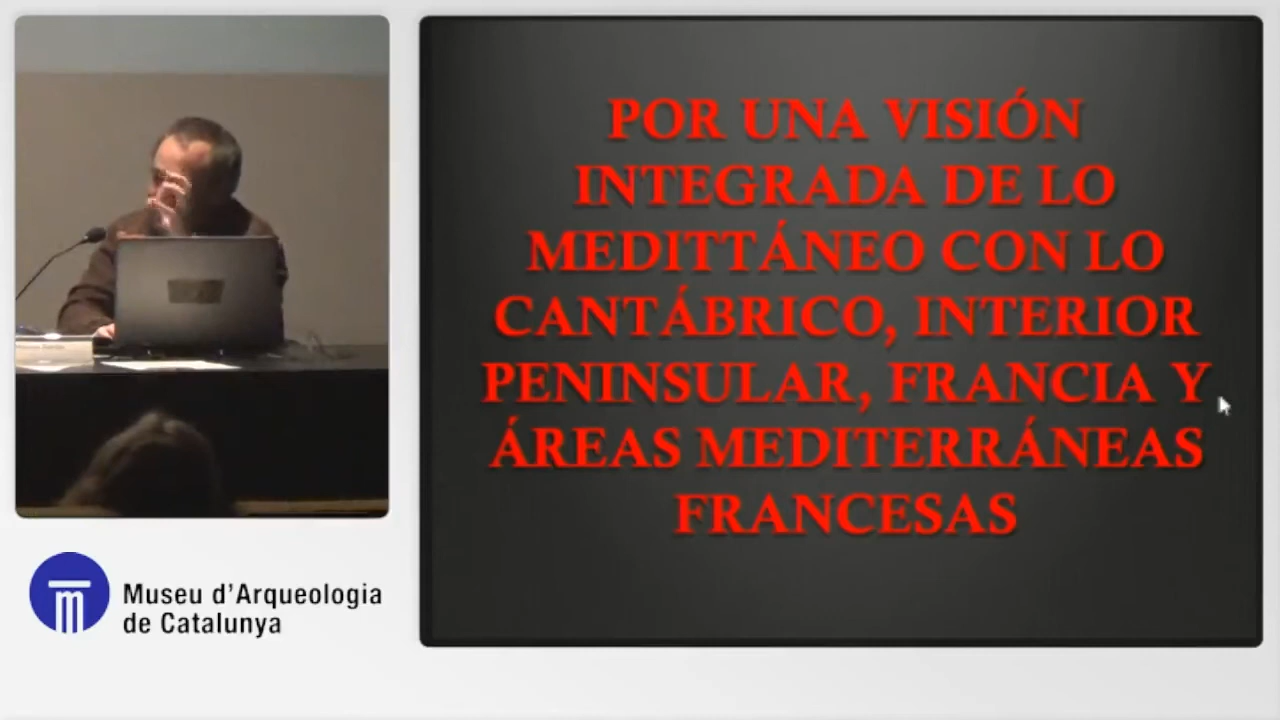 POR UNA VISIÓN
INTEGRADA DE LO
MEDITTÁNEO CON LO
CANTÁBRICO, INTERIOR
PENINSULAR, FRANCIA Y
ÁREAS MEDITERRÁNEAS
FRANCESAS
Museu d'Arqueologia
de Catalunya